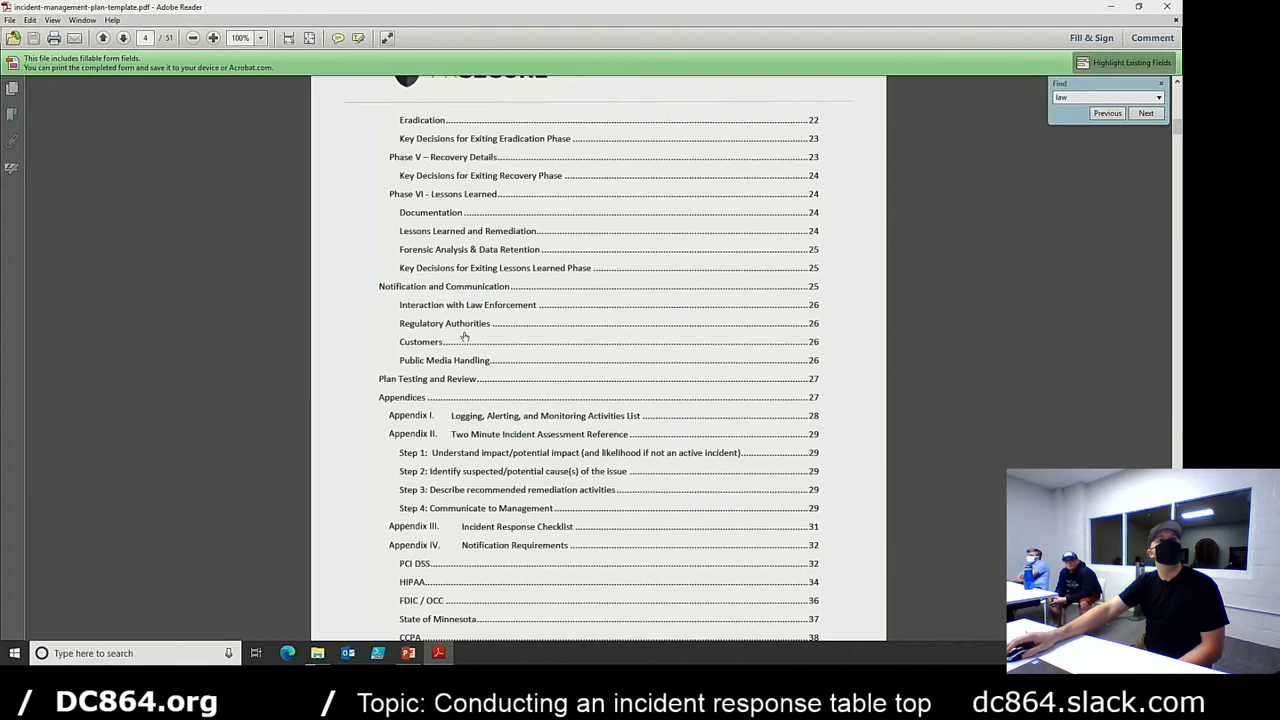 incident-management-plan-template.pdf - Adobe Reader
File Edit View Window Help
4 / 51 100% Fill & Sign Comment
This file includes fillable form fields.
You can print the completed form and save it to your device or Acrobat.com.
Highlight Existing Fields
Find
law
Previous Next
Eradication 22
Key Decisions for Exiting Eradication Phase 23
Phase V – Recovery Details 23
Key Decisions for Exiting Recovery Phase 24
Phase VI - Lessons Learned 24
Documentation 24
Lessons Learned and Remediation 24
Forensic Analysis & Data Retention 25
Key Decisions for Exiting Lessons Learned Phase 25
Notification and Communication 25
Interaction with Law Enforcement 26
Regulatory Authorities 26
Customers 26
Public Media Handling 26
Plan Testing and Review 27
Appendices 27
Appendix I. Logging, Alerting, and Monitoring Activities List 28
Appendix II. Two Minute Incident Assessment Reference 29
Step 1: Understand impact/potential impact (and likelihood if not an active incident) 29
Step 2: Identify suspected/potential cause(s) of the issue 29
Step 3: Describe recommended remediation activities 29
Step 4: Communicate to Management 29
Appendix III. Incident Response Checklist 31
Appendix IV. Notification Requirements 32
PCI DSS 32
HIPAA 34
FDIC / OCC 36
State of Minnesota 37
CCPA 38
Type here to search
/ DC864.org / Topic: Conducting an incident response table top dc864.slack.com